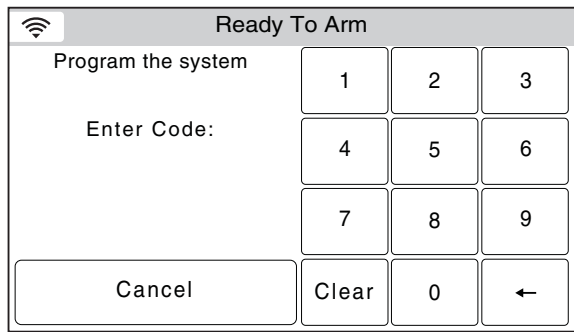 Ready To Arm
Program the system
Enter Code:
1 2 3
4 5 6
7 8 9
Cancel Clear 0 ←